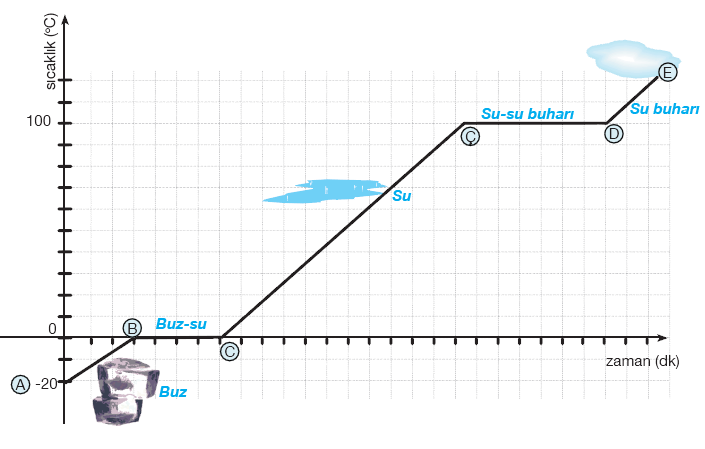 sıcaklık (°C)
E
Su-su buharı
Su buharı
100
Ç
D
Su
0
B
Buz-su
C
zaman (dk)
A
-20
Buz